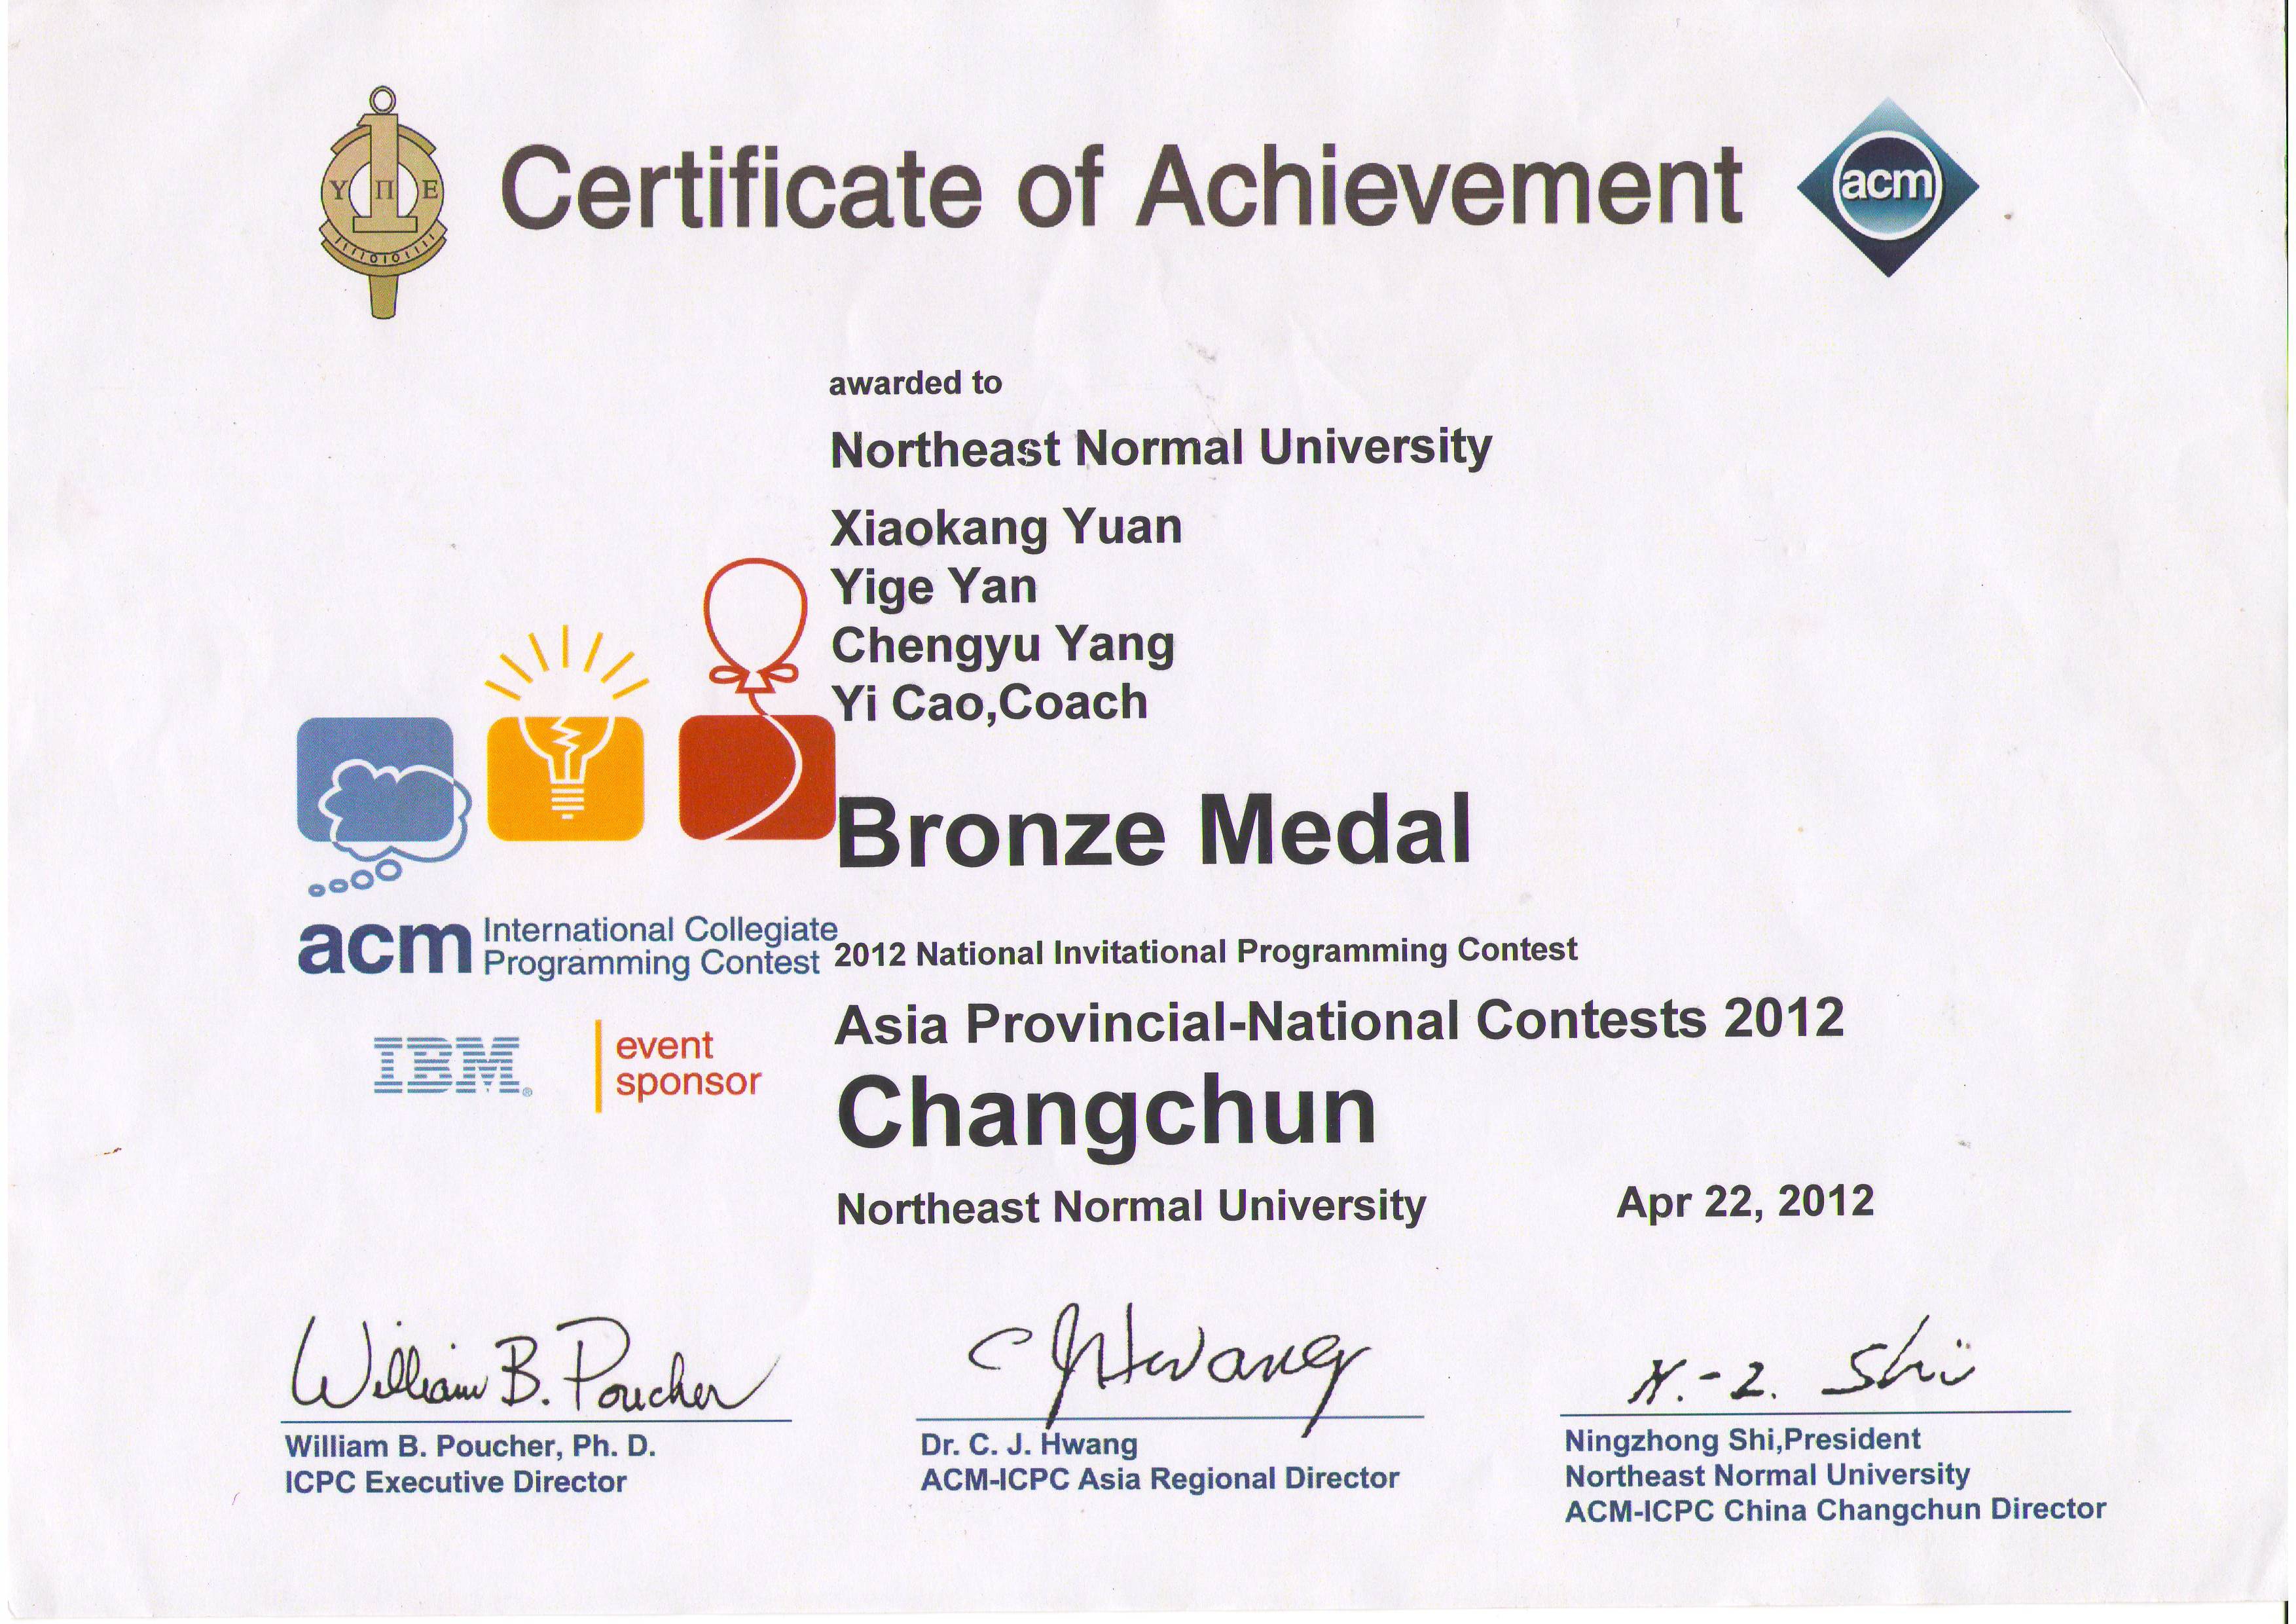 Certificate of Achievement
Υ Π Ε
acm
awarded to
Northeast Normal University
Xiaokang Yuan
Yige Yan
Chengyu Yang
Yi Cao,Coach
Bronze Medal
acm International Collegiate
Programming Contest
2012 National Invitational Programming Contest
IBM®
event
sponsor
Asia Provincial-National Contests 2012
Changchun
Northeast Normal University
Apr 22, 2012
William B. Poucher
C J Hwang
N.-Z. Shi
William B. Poucher, Ph. D.
ICPC Executive Director
Dr. C. J. Hwang
ACM-ICPC Asia Regional Director
Ningzhong Shi,President
Northeast Normal University
ACM-ICPC China Changchun Director